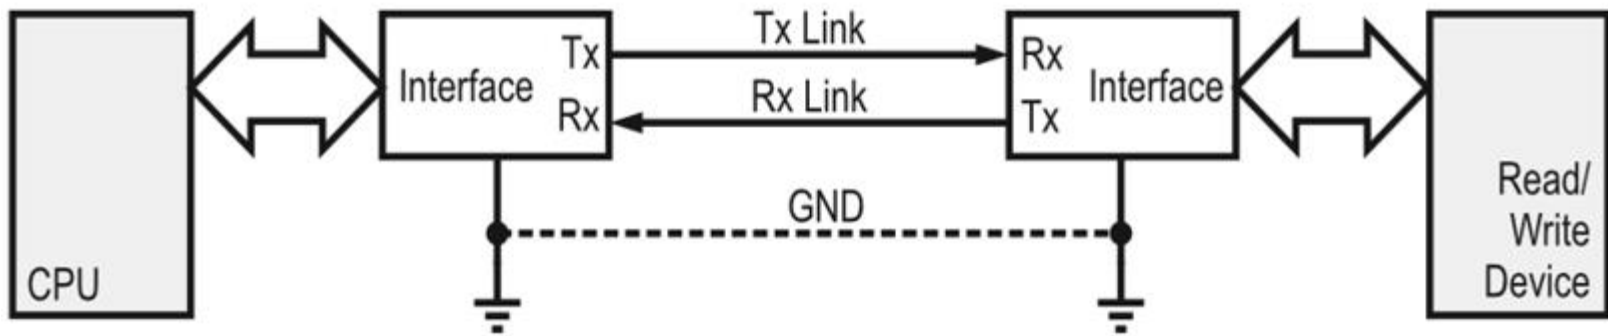 Tx Link
Interface
Tx
Rx
Rx Link
Rx
Tx
Interface
GND
CPU
Read/
Write
Device